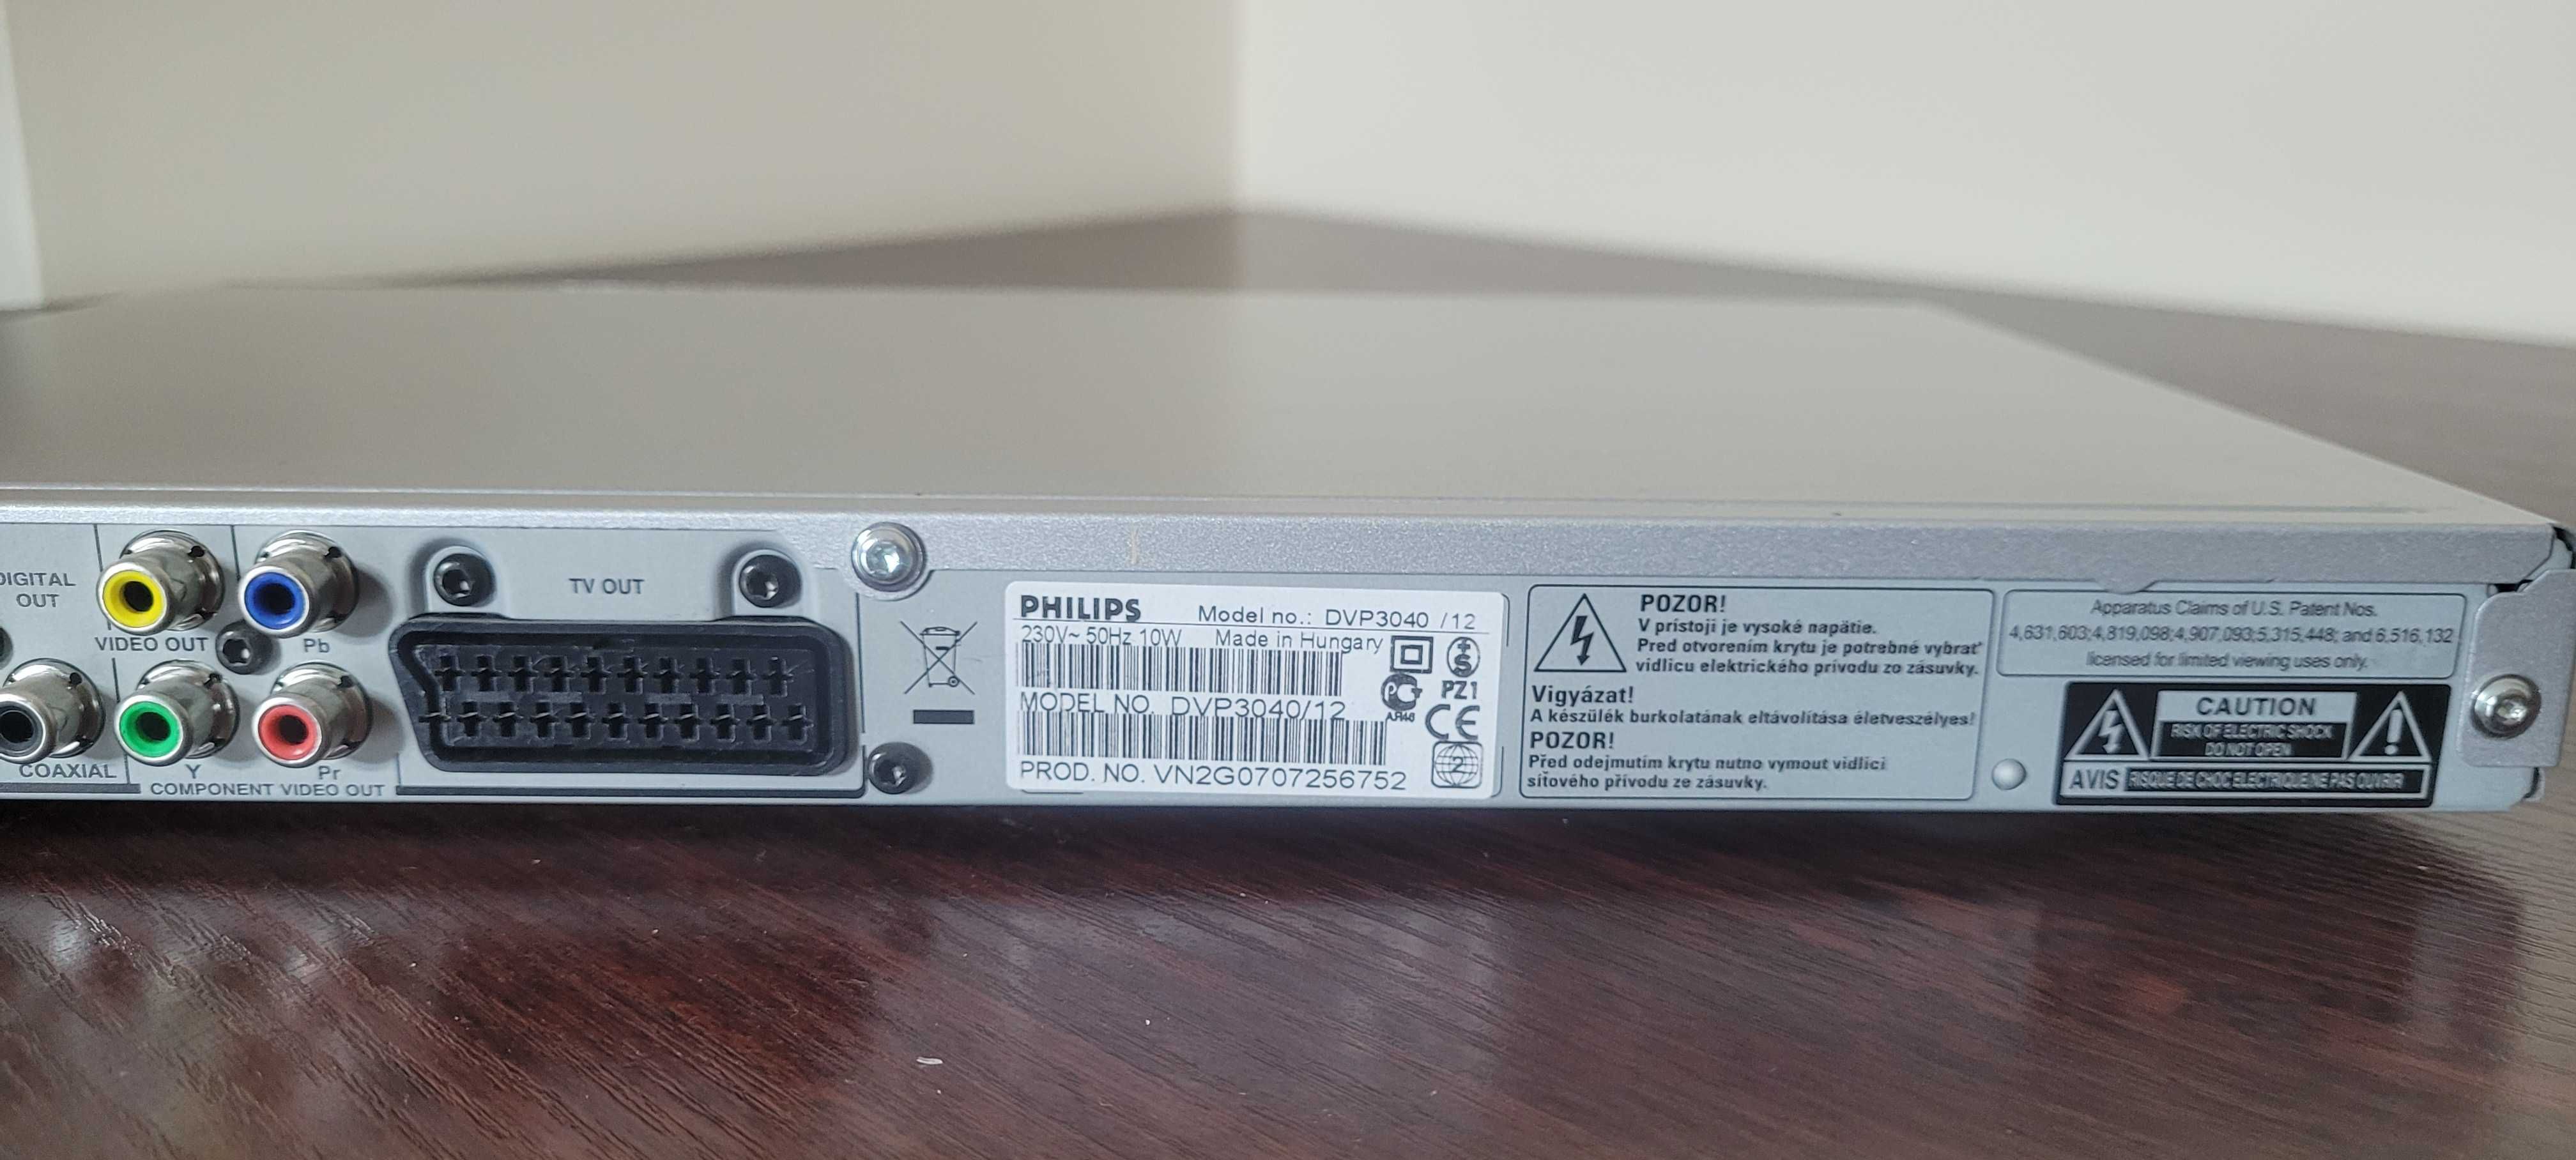 DIGITAL
OUT
VIDEO OUT
Pb
COAXIAL
Y
Pr
COMPONENT VIDEO OUT
TV OUT
PHILIPS Model no.: DVP3040 /12
230V~ 50Hz 10W Made in Hungary
MODEL NO. DVP3040/12
PROD. NO. VN2G0707256752
S
PZ1
PC
CE
2
POZOR!
V prístoji je vysoké napätie.
Pred otvorením krytu je potrebné vybrať
vidlicu elektrického prívodu zo zásuvky.
Vigyázat!
A készülék burkolatának eltávolítása életveszélyes!
POZOR!
Před odejmutím krytu nutno vymout vidlici
síťového přívodu ze zásuvky.
Apparatus Claims of U.S. Patent Nos.
4,631,603;4,819,098;4,907,093;5,315,448; and 6,516,132
licensed for limited viewing uses only.
CAUTION
RISK OF ELECTRIC SHOCK
DO NOT OPEN
AVIS RISQUE DE CHOC ELECTRIQUE NE PAS OUVRIR